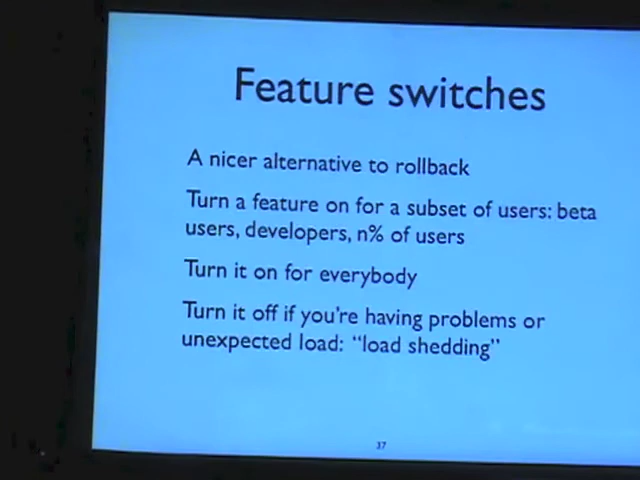 Feature switches
A nicer alternative to rollback
Turn a feature on for a subset of users: beta
users, developers, n% of users
Turn it on for everybody
Turn it off if you're having problems or
unexpected load: “load shedding”
37